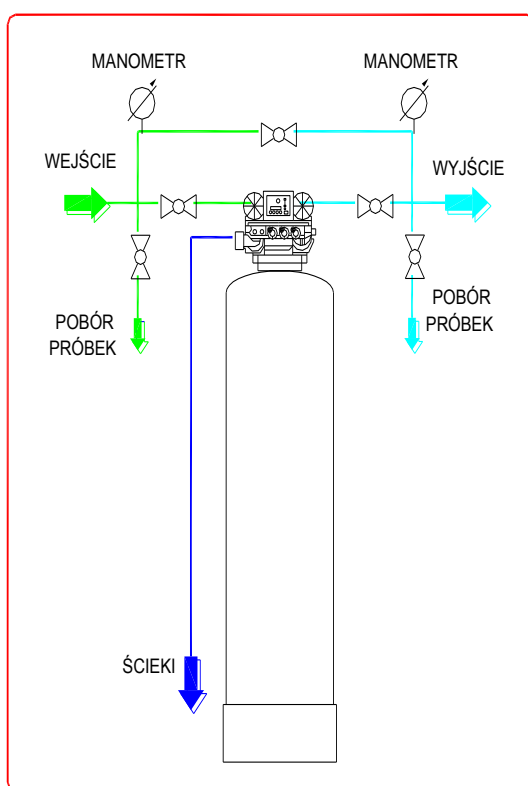 MANOMETR
MANOMETR
WEJŚCIE
WYJŚCIE
POBÓR
PRÓBEK
POBÓR
PRÓBEK
ŚCIEKI